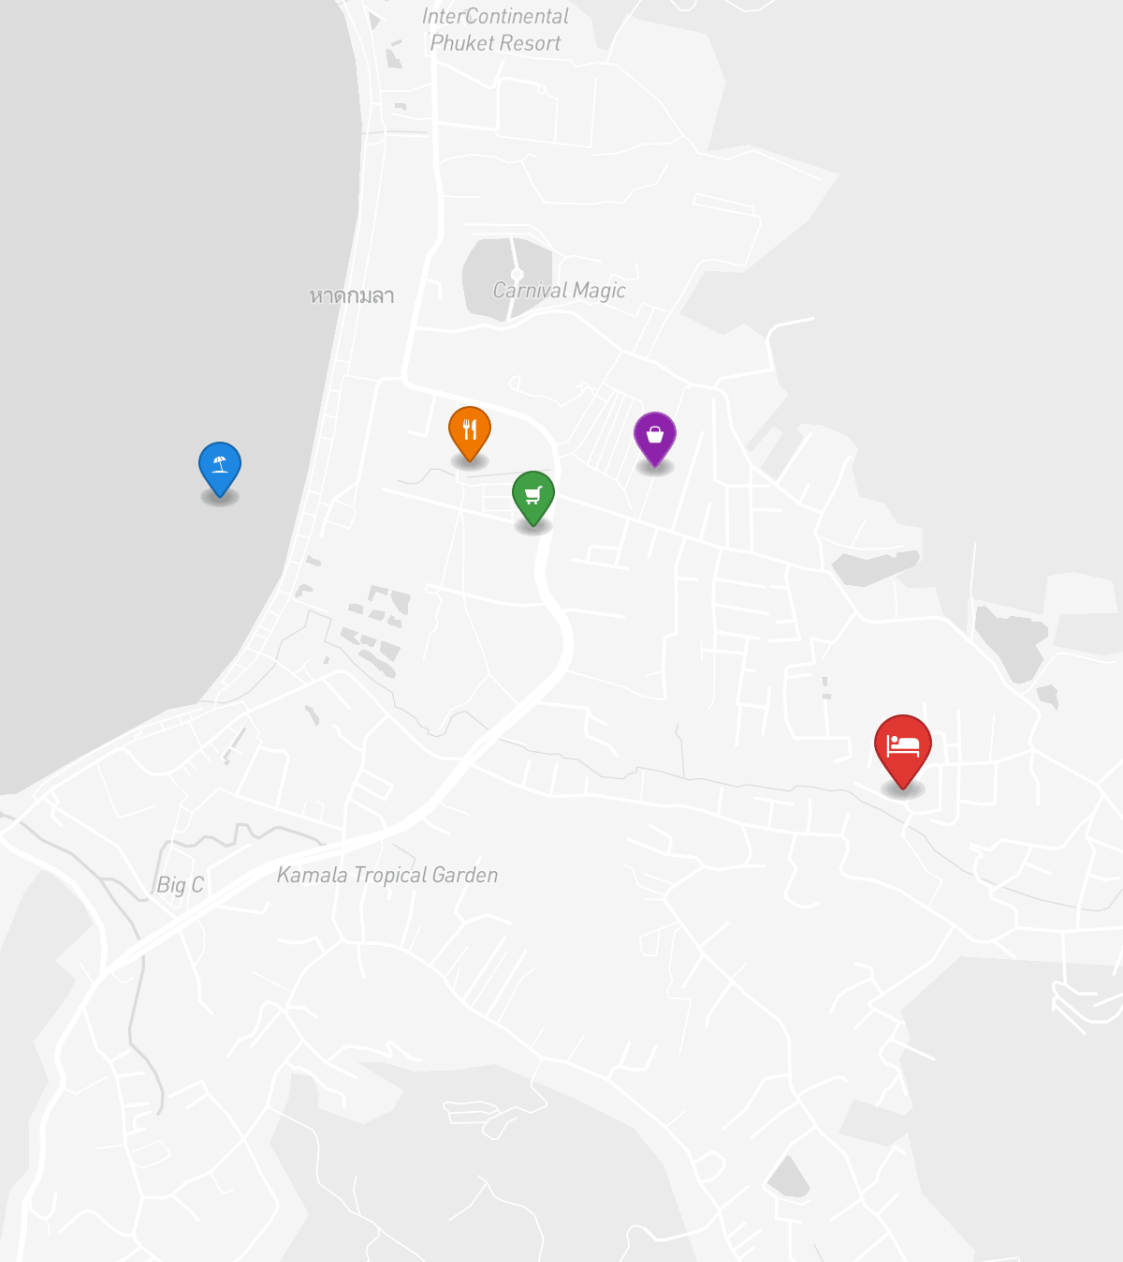 InterContinental
Phuket Resort
หาดกมลา
Carnival Magic
Big C
Kamala Tropical Garden